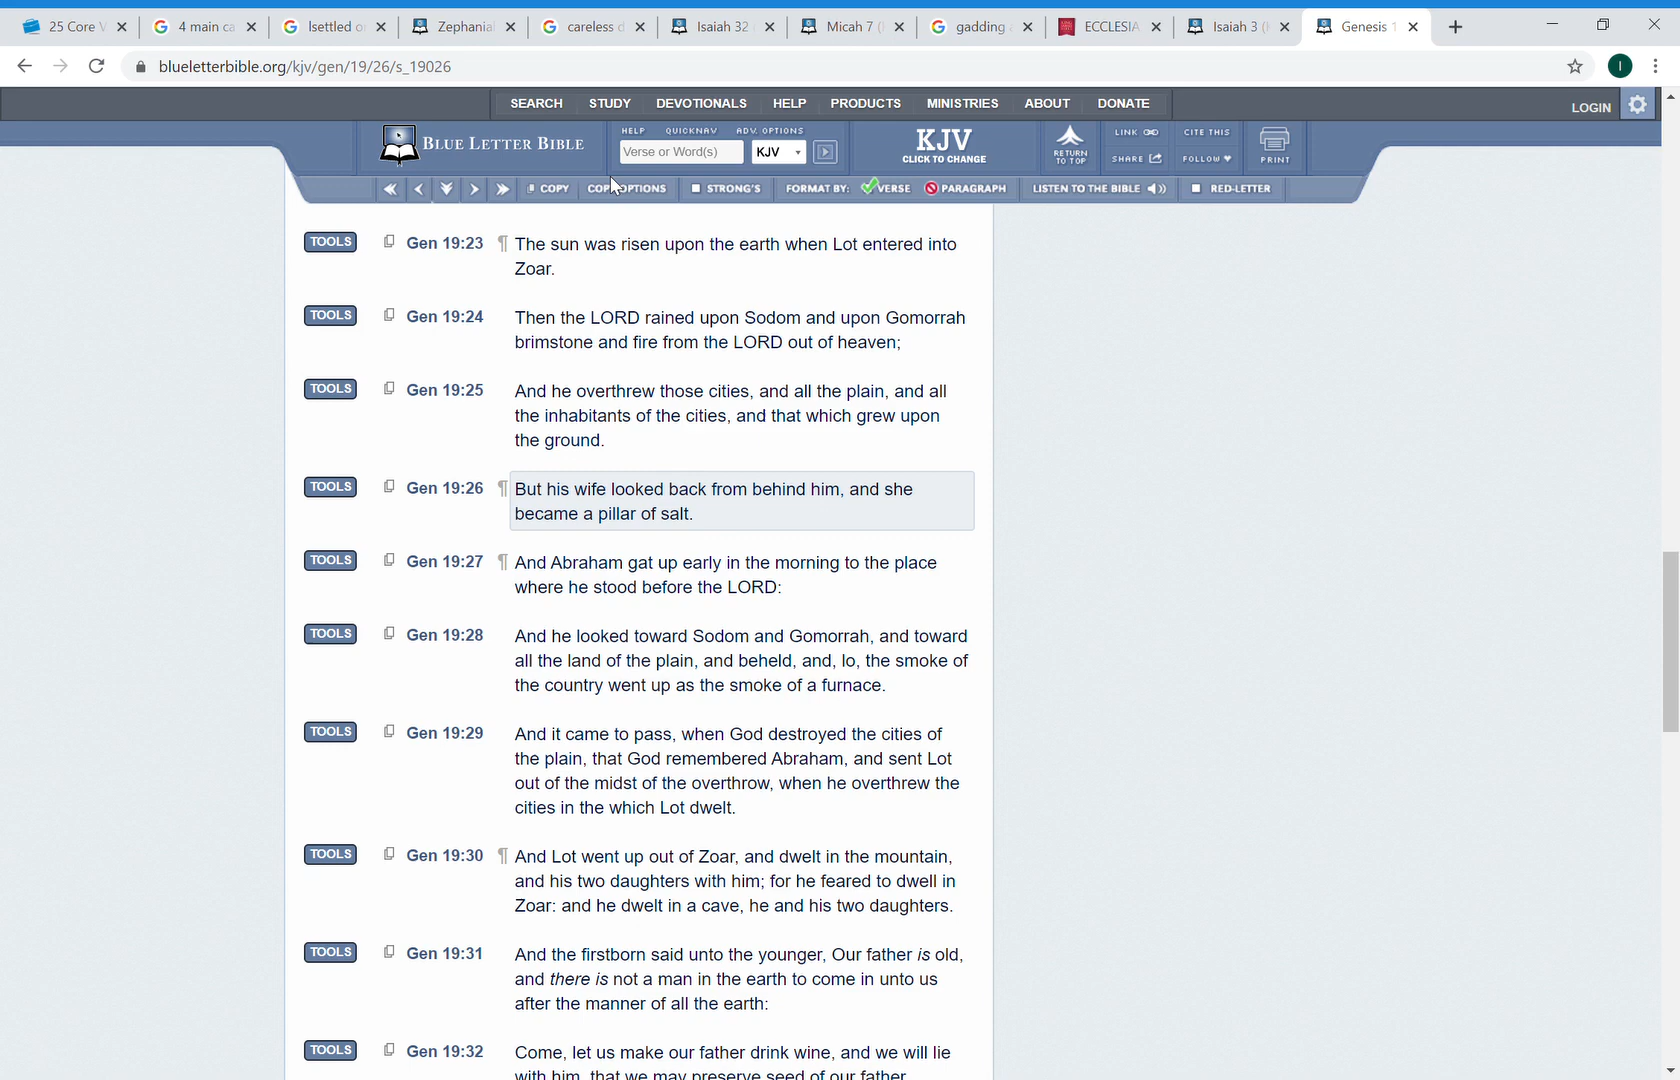 25 Core V
4 main ca
lsettled o
Zephania
careless d
Isaiah 32
Micah 7 (
gadding
ECCLESIA
Isaiah 3 (
Genesis 1
blueletterbible.org/kjv/gen/19/26/s_19026
I
SEARCH STUDY DEVOTIONALS HELP PRODUCTS MINISTRIES ABOUT DONATE
LOGIN
BLUE LETTER BIBLE
HELP QUICKNAV ADV. OPTIONS
Verse or Word(s)
KJV
KJV
CLICK TO CHANGE
RETURN
TO TOP
LINK
SHARE
CITE THIS
FOLLOW
PRINT
COPY
COPY OPTIONS
STRONG'S
FORMAT BY: VERSE PARAGRAPH
LISTEN TO THE BIBLE
RED-LETTER
TOOLS Gen 19:23 ¶ The sun was risen upon the earth when Lot entered into
Zoar.
TOOLS Gen 19:24 Then the LORD rained upon Sodom and upon Gomorrah
brimstone and fire from the LORD out of heaven;
TOOLS Gen 19:25 And he overthrew those cities, and all the plain, and all
the inhabitants of the cities, and that which grew upon
the ground.
TOOLS Gen 19:26 ¶ But his wife looked back from behind him, and she
became a pillar of salt.
TOOLS Gen 19:27 ¶ And Abraham gat up early in the morning to the place
where he stood before the LORD:
TOOLS Gen 19:28 And he looked toward Sodom and Gomorrah, and toward
all the land of the plain, and beheld, and, lo, the smoke of
the country went up as the smoke of a furnace.
TOOLS Gen 19:29 And it came to pass, when God destroyed the cities of
the plain, that God remembered Abraham, and sent Lot
out of the midst of the overthrow, when he overthrew the
cities in the which Lot dwelt.
TOOLS Gen 19:30 ¶ And Lot went up out of Zoar, and dwelt in the mountain,
and his two daughters with him; for he feared to dwell in
Zoar: and he dwelt in a cave, he and his two daughters.
TOOLS Gen 19:31 And the firstborn said unto the younger, Our father is old,
and there is not a man in the earth to come in unto us
after the manner of all the earth:
TOOLS Gen 19:32 Come, let us make our father drink wine, and we will lie
with him, that we may preserve seed of our father.